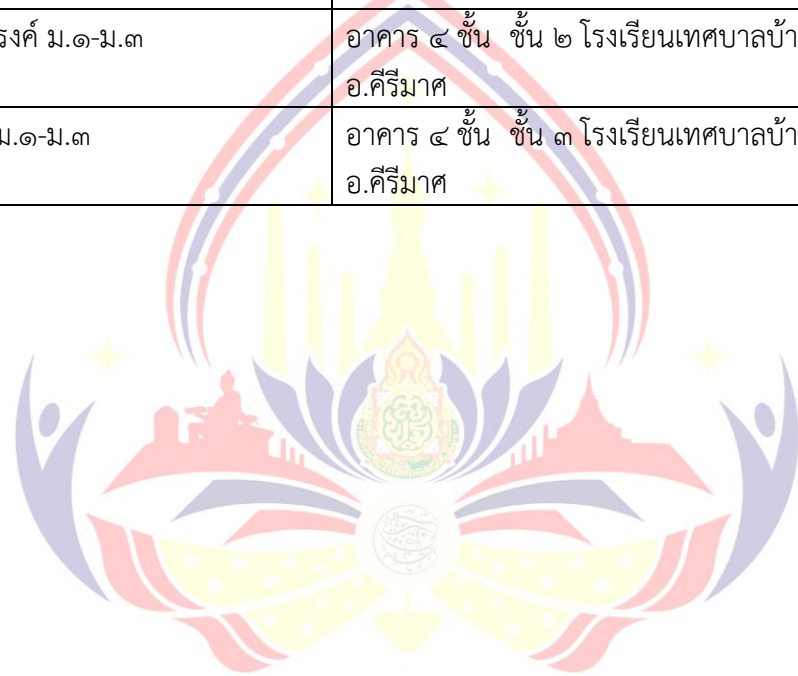 รงค์ ม.๑-ม.๓
อาคาร ๔ ชั้น ชั้น ๒ โรงเรียนเทศบาลบ้า
อ.คีรีมาศ
ม.๑-ม.๓
อาคาร ๔ ชั้น ชั้น ๓ โรงเรียนเทศบาลบ้า
อ.คีรีมาศ